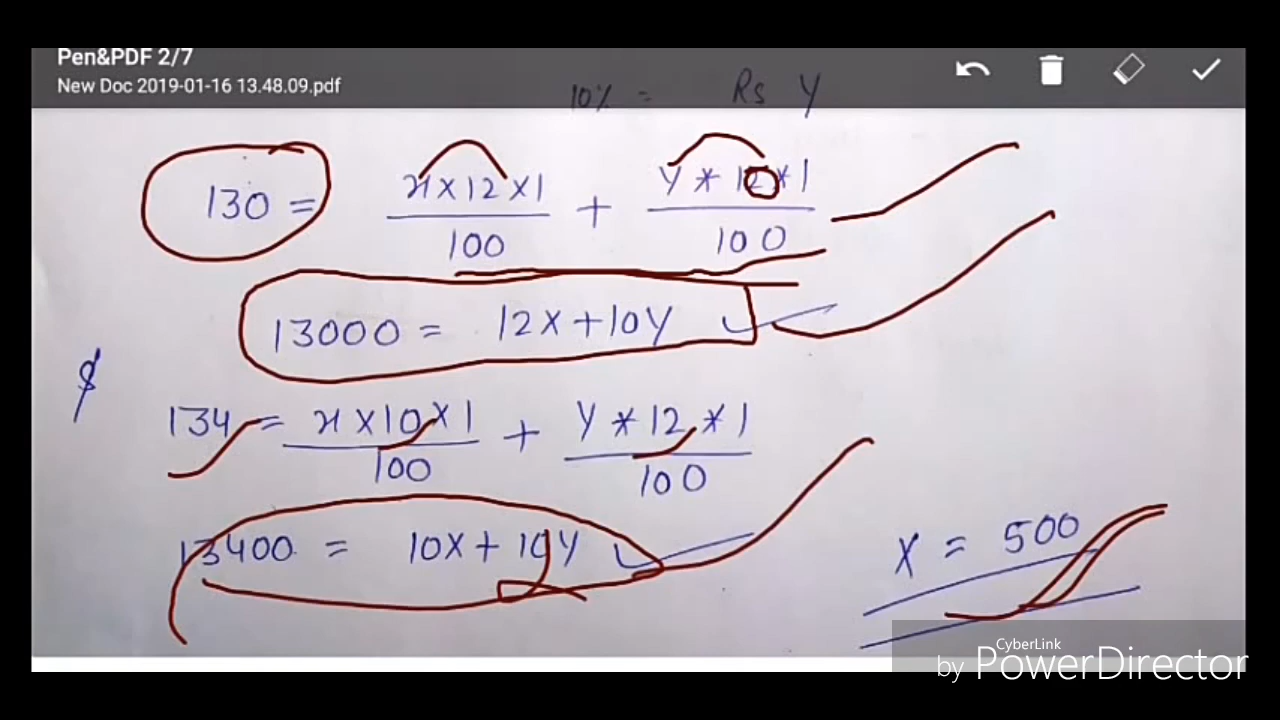 Pen&PDF 2/7
New Doc 2019-01-16 13.48.09.pdf
10% = Rs Y
130 = x×12×1/100 + Y*12*1/100
13000 = 12X+10Y
$
134 = x×10×1/100 + Y*12*1/100
13400 = 10X+10Y
X = 500
CyberLink
by PowerDirector